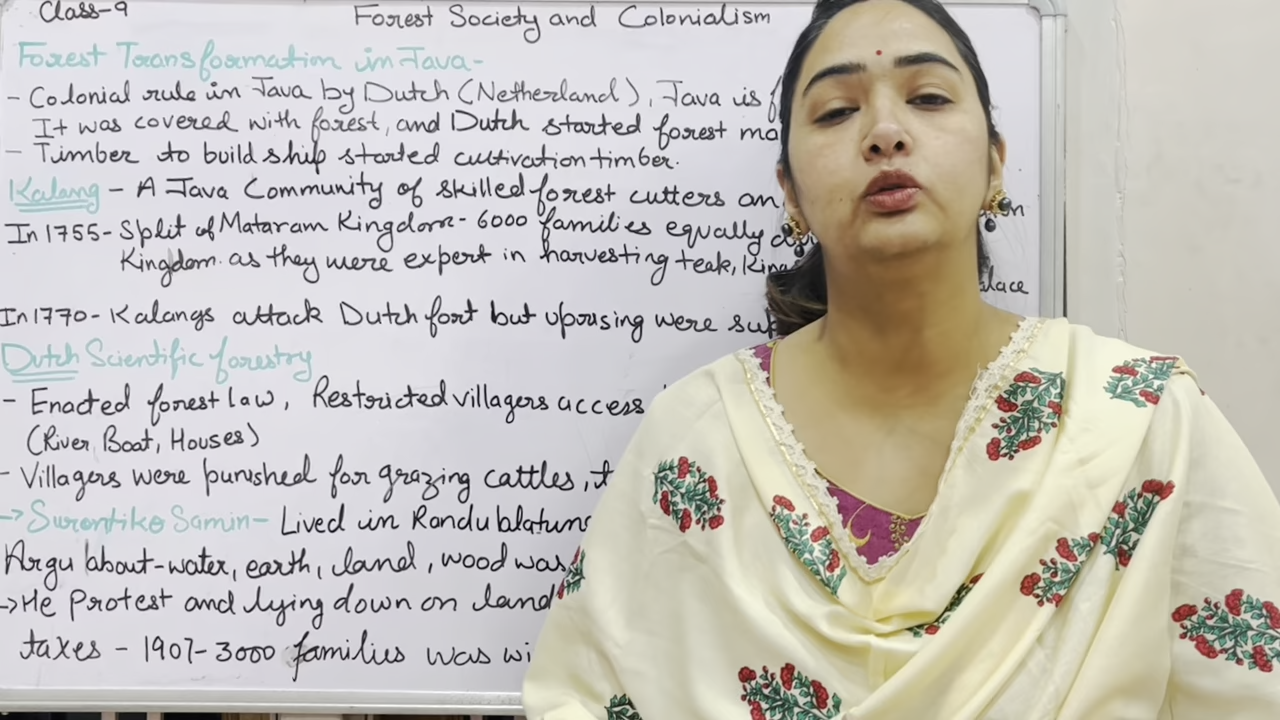 Class-9
Forest Society and Colonialism
Forest Transformation in Java-
- Colonial rule in Java by Dutch (Netherland), Java is
It was covered with forest, and Dutch started forest
- Timber to build ship started cultivation timber.
Kalang - A Java Community of skilled forest cutters
In 1755- Split of Mataram Kingdom- 6000 families equally
Kingdom. as they were expert in harvesting teak,
In 1770- Kalangs attack Dutch fort but uprising were
Dutch Scientific forestry
- Enacted forest law, Restricted villagers access
(River, Boat, Houses)
- Villagers were punished for grazing cattles,
-> Surontiko Samin- Lived in
Argu about-water, earth, land, wood was
-> He Protest and lying down on land
taxes - 1907-3000 families was